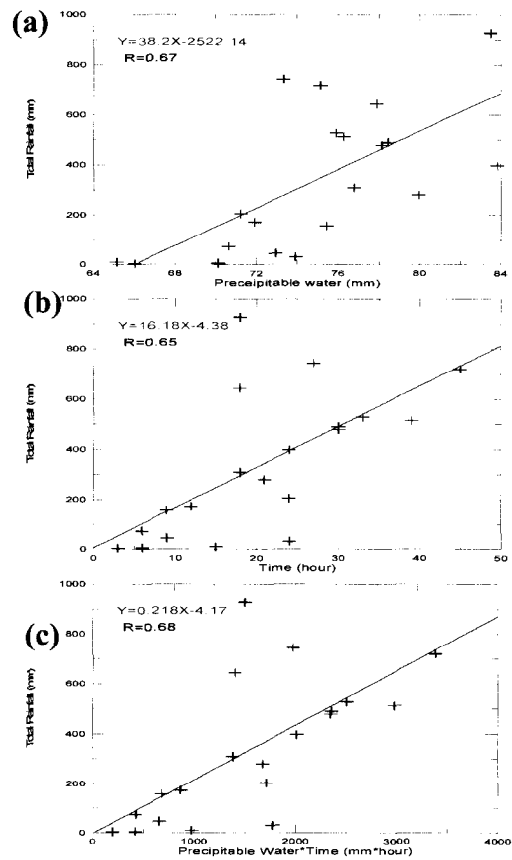 (a)
Y=38.2X-2522 14
R=0.67
Total Rainfall (mm)
1000
800
600
400
200
0
64 68 72 76 80 84
Preceipitable water (mm)
(b)
Y=16.18X-4.38
R=0.65
Total Rainfall (mm)
1000
800
600
400
200
0
0 10 20 30 40 50
Time (hour)
(c)
Y=0.218X-4.17
R=0.68
Total Rainfall (mm)
1000
800
600
400
200
0
0 1000 2000 3000 4000
Precipitable Water*Time (mm*hour)